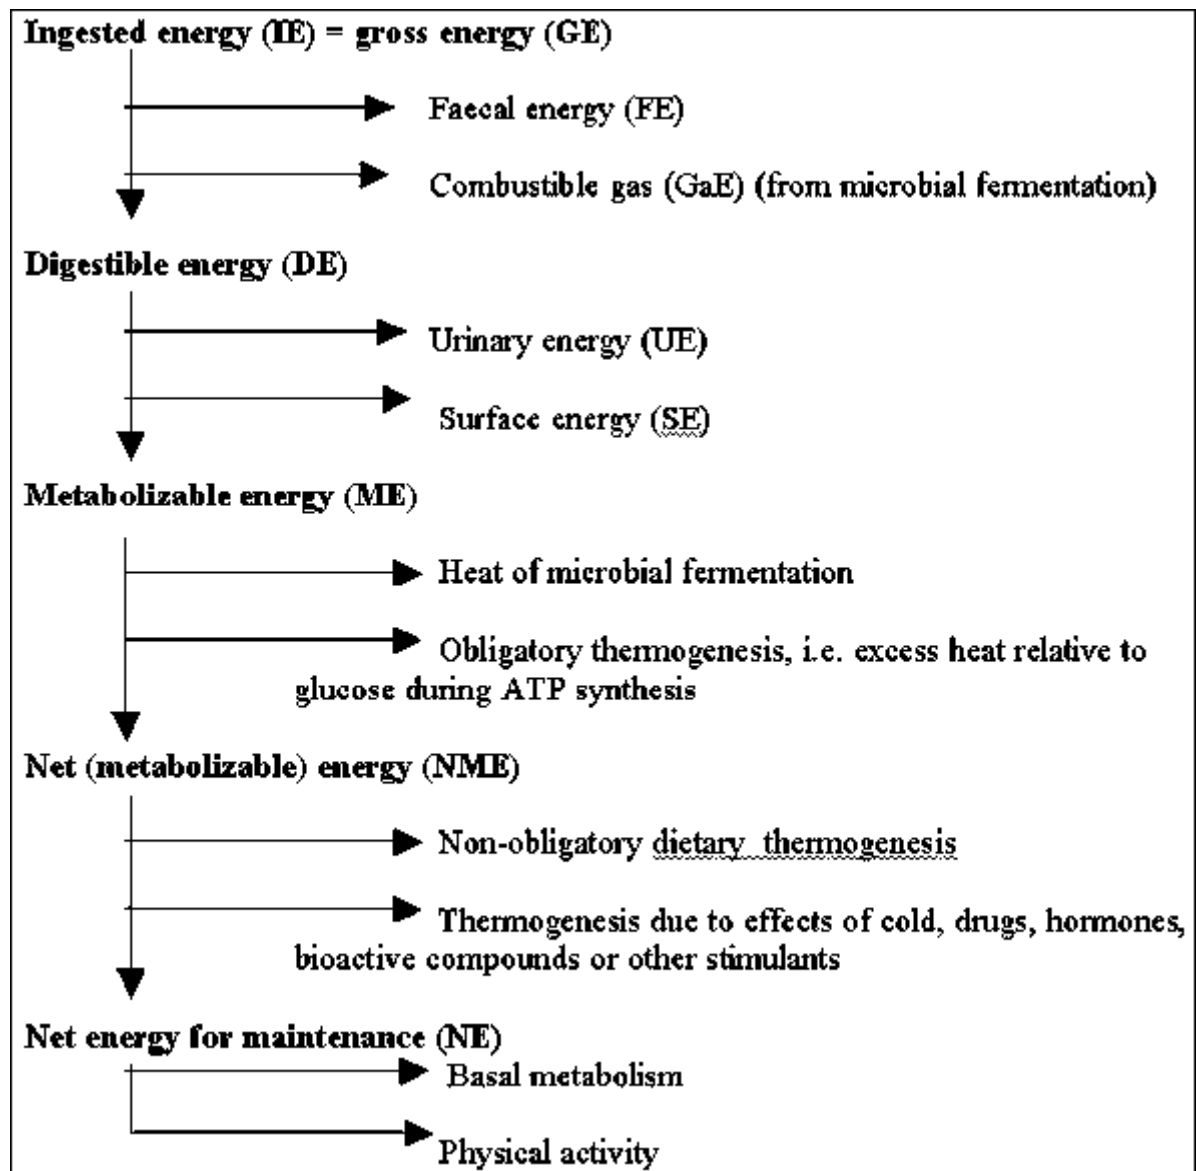 Ingested energy (IE) = gross energy (GE)
Faecal energy (FE)
Combustible gas (GaE) (from microbial fermentation)
Digestible energy (DE)
Urinary energy (UE)
Surface energy (SE)
Metabolizable energy (ME)
Heat of microbial fermentation
Obligatory thermogenesis, i.e. excess heat relative to
glucose during ATP synthesis
Net (metabolizable) energy (NME)
Non-obligatory dietary thermogenesis
Thermogenesis due to effects of cold, drugs, hormones,
bioactive compounds or other stimulants
Net energy for maintenance (NE)
Basal metabolism
Physical activity